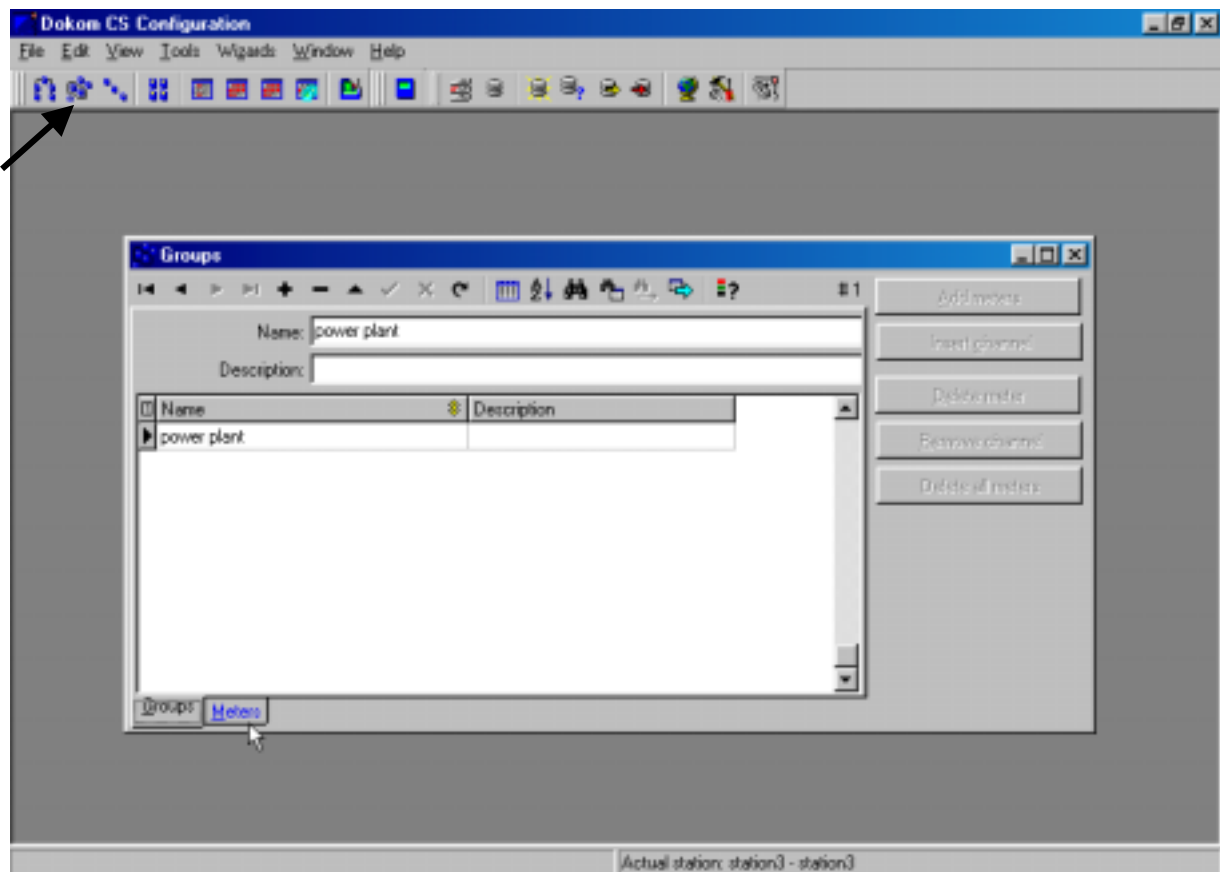 Dokom CS Configuration
File Edit View Tools Wizards Window Help
Groups
#1
Name: power plant
Description:
Name Description
power plant
Add meters
Insert channel
Delete meter
Remove channel
Delete all meters
Groups Meters
Actual station: station3 - station3